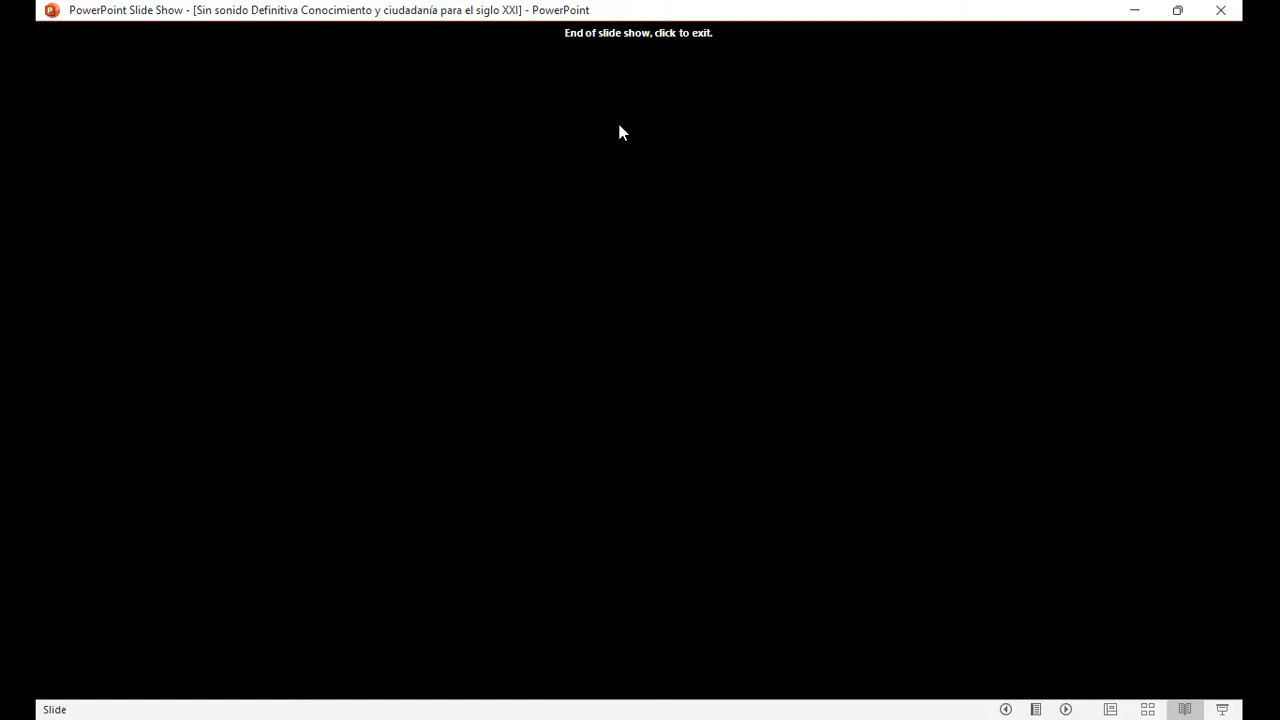 PowerPoint Slide Show - [Sin sonido Definitiva Conocimiento y ciudadanía para el siglo XXI] - PowerPoint
End of slide show, click to exit.
Slide